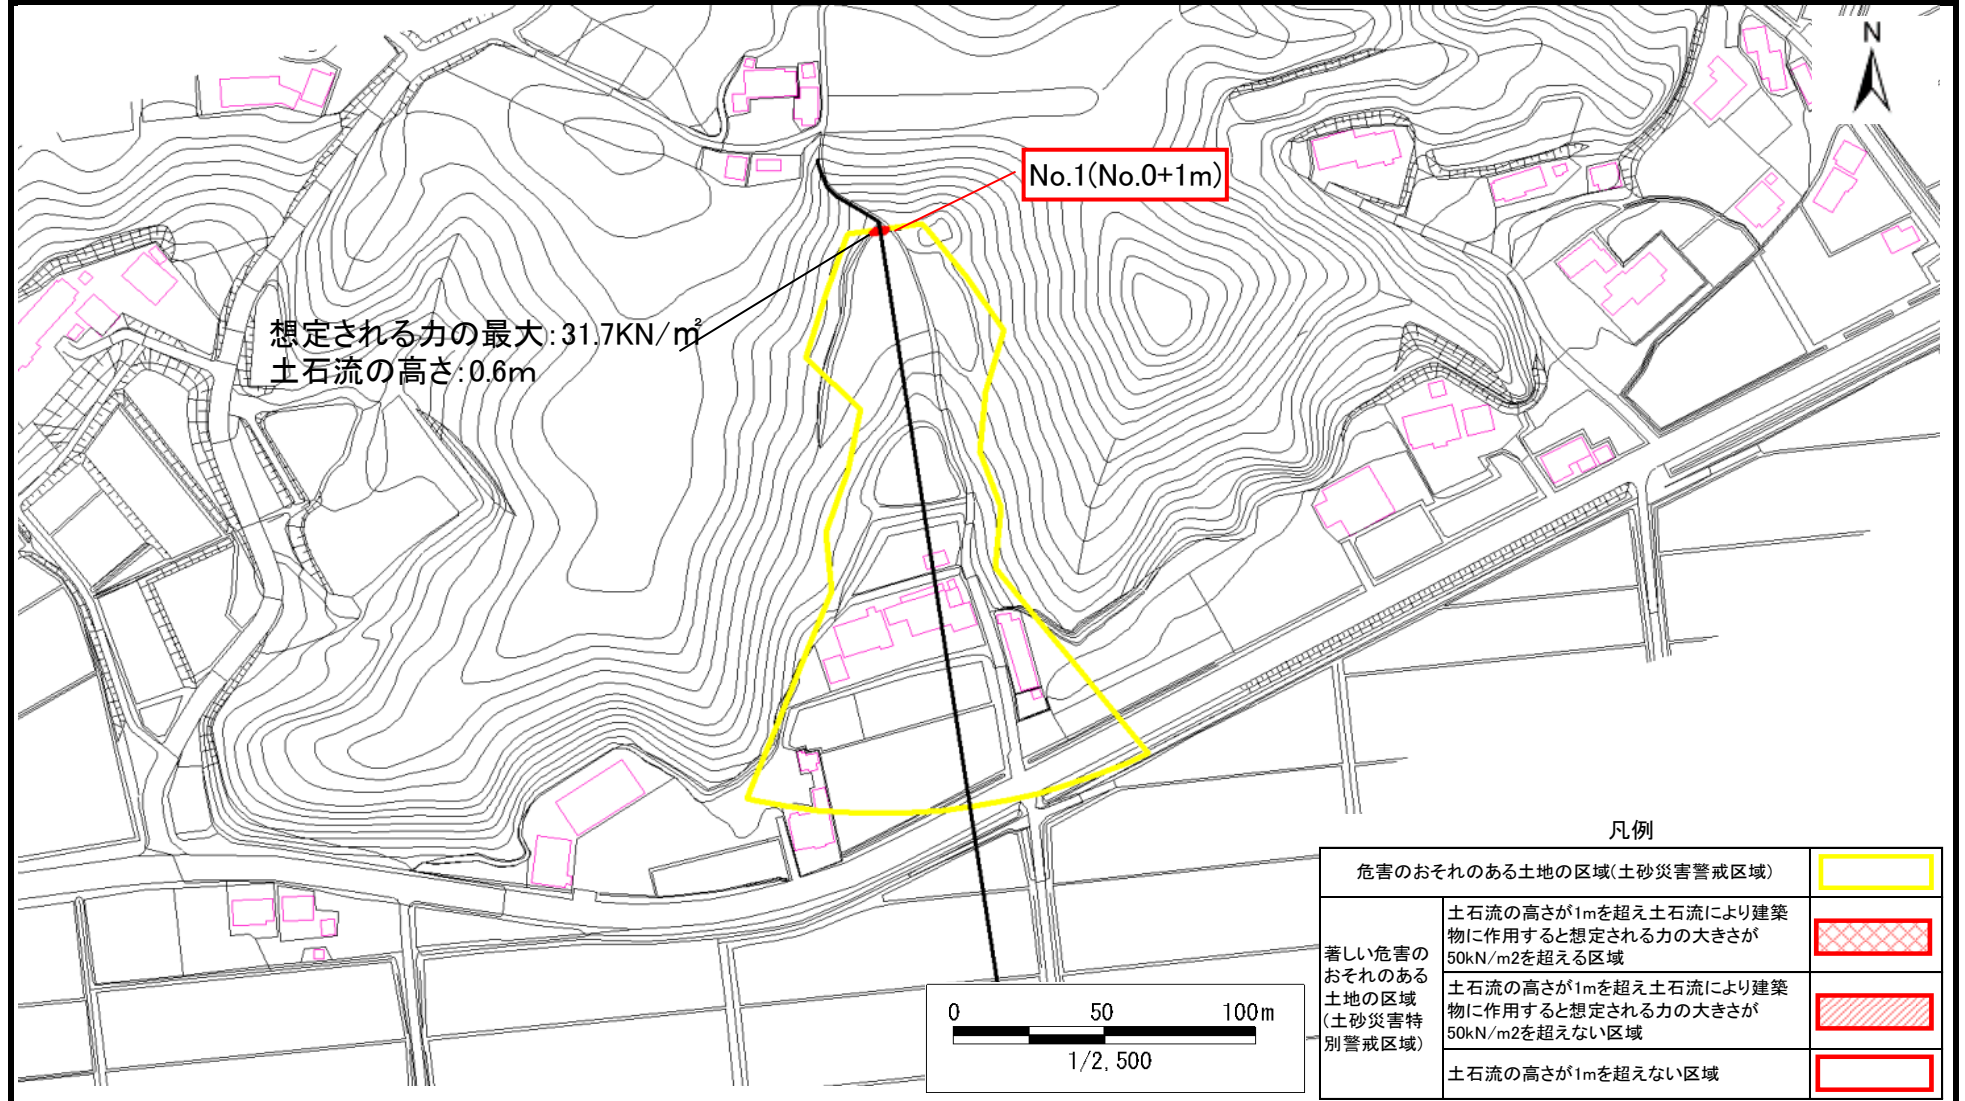 N
No.1(No.0+1m)
想定される力の最大:31.7KN/㎡
土石流の高さ:0.6m
凡例
危害のおそれのある土地の区域(土砂災害警戒区域)
著しい危害の
おそれのある
土地の区域
(土砂災害特
別警戒区域)
土石流の高さが1mを超え土石流により建築
物に作用すると想定される力の大きさが
50kN/m2を超える区域
土石流の高さが1mを超え土石流により建築
物に作用すると想定される力の大きさが
50kN/m2を超えない区域
土石流の高さが1mを超えない区域
0 50 100m
1/2,500